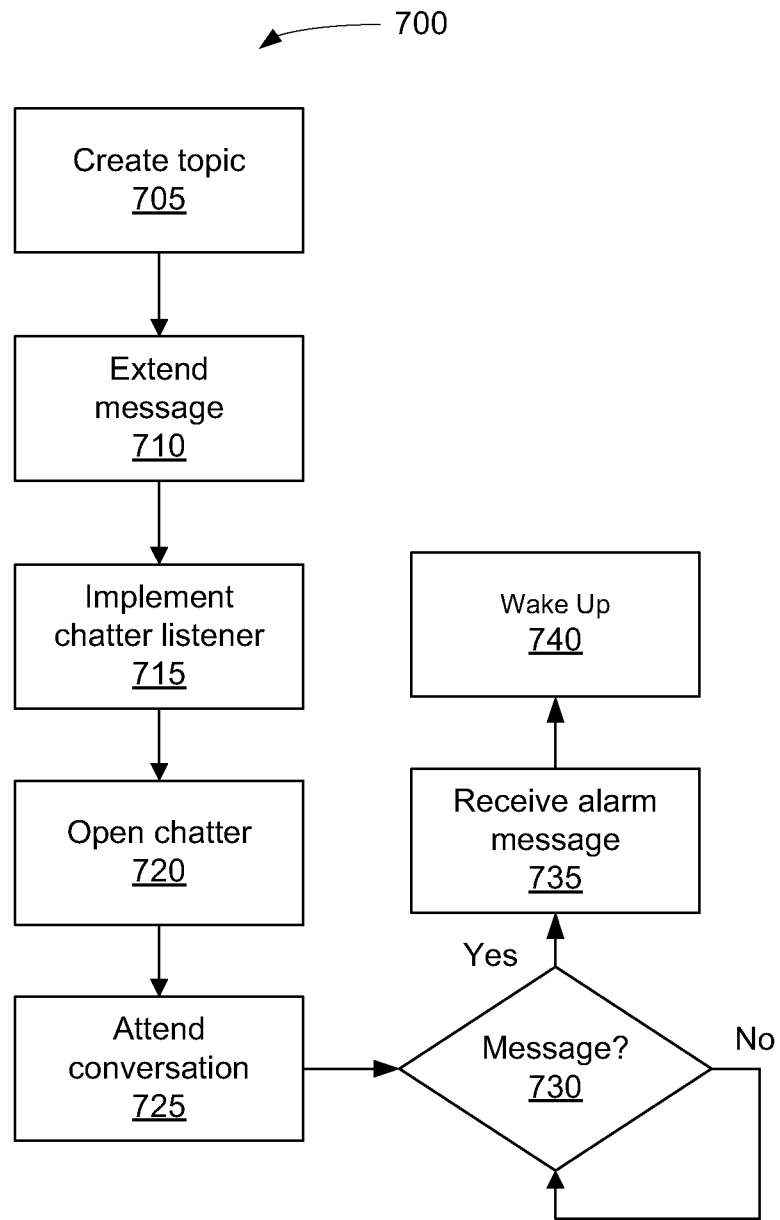 700
Create topic
705
Extend
message
710
Implement
chatter listener
715
Open chatter
720
Attend
conversation
725
Message?
730
No
Yes
Receive alarm
message
735
Wake Up
740